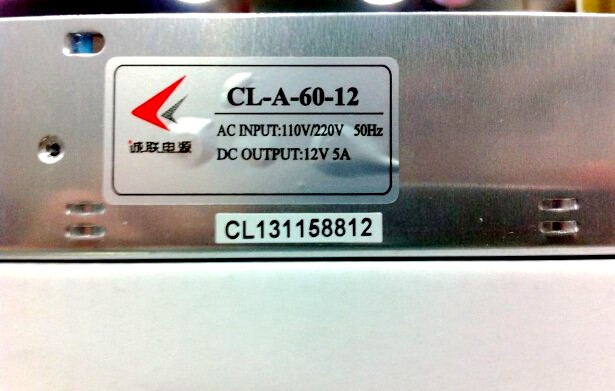 CL-A-60-12
AC INPUT:110V/220V 50Hz
DC OUTPUT:12V 5A
诚联电源
CL131158812